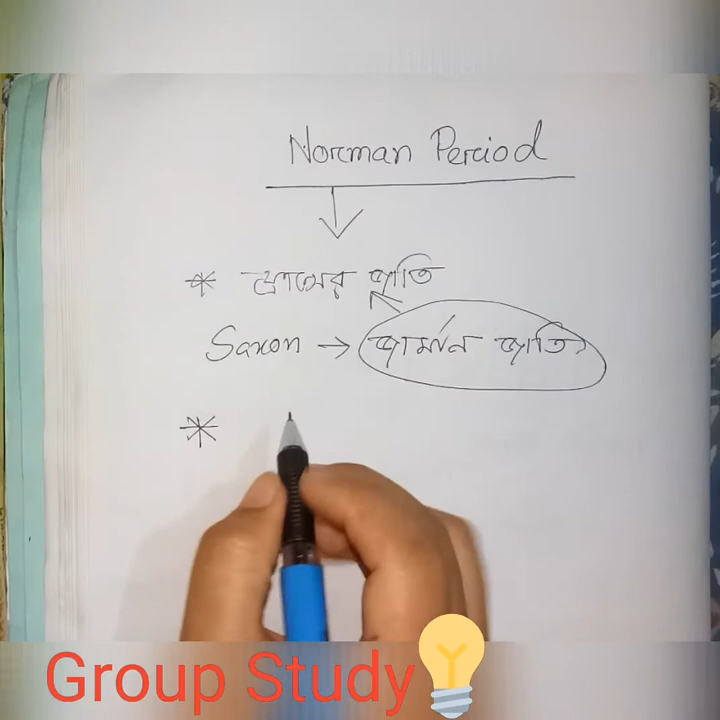 Norman Period
* ফ্রান্সের জাতি
Saxon → জার্মান জাতি
*
Group Study